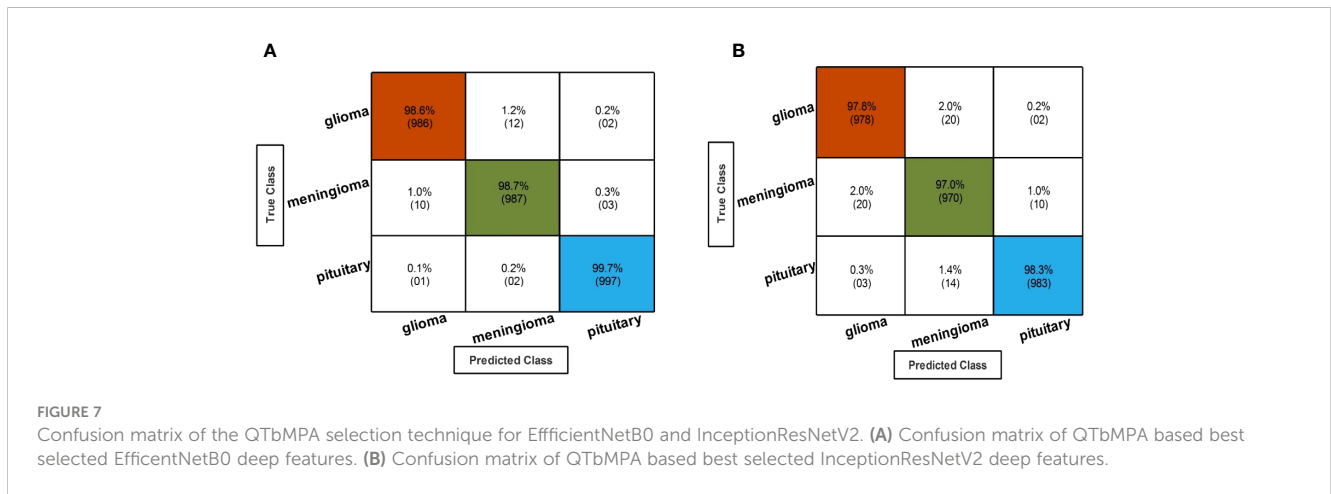 A
B
glioma
98.6%
(986)
1.2%
(12)
0.2%
(02)
True Class
meningioma
1.0%
(10)
98.7%
(987)
0.3%
(03)
pituitary
0.1%
(01)
0.2%
(02)
99.7%
(997)
glioma
meningioma
pituitary
Predicted Class
glioma
97.8%
(978)
2.0%
(20)
0.2%
(02)
True Class
meningioma
2.0%
(20)
97.0%
(970)
1.0%
(10)
pituitary
0.3%
(03)
1.4%
(14)
98.3%
(983)
glioma
meningioma
pituitary
Predicted Class
FIGURE 7
Confusion matrix of the QTbMPA selection technique for EffficientNetB0 and InceptionResNetV2. (A) Confusion matrix of QTbMPA based best
selected EfficentNetB0 deep features. (B) Confusion matrix of QTbMPA based best selected InceptionResNetV2 deep features.